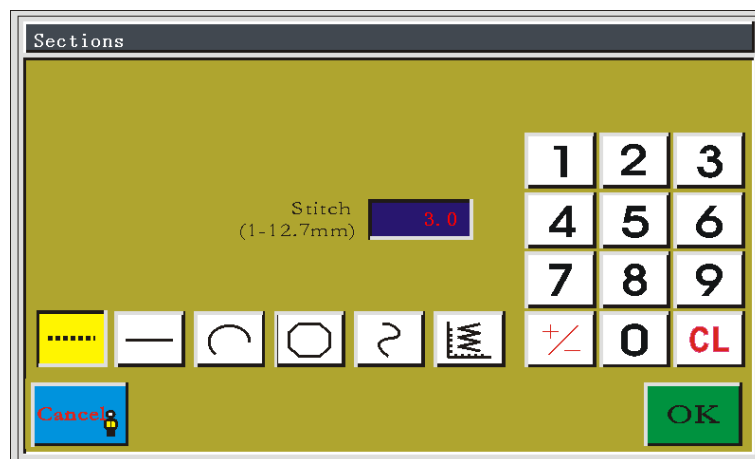 Sections
1 2 3
Stitch
(1-12.7mm)
3.0
4 5 6
7 8 9
+/- 0 CL
Cancel
OK